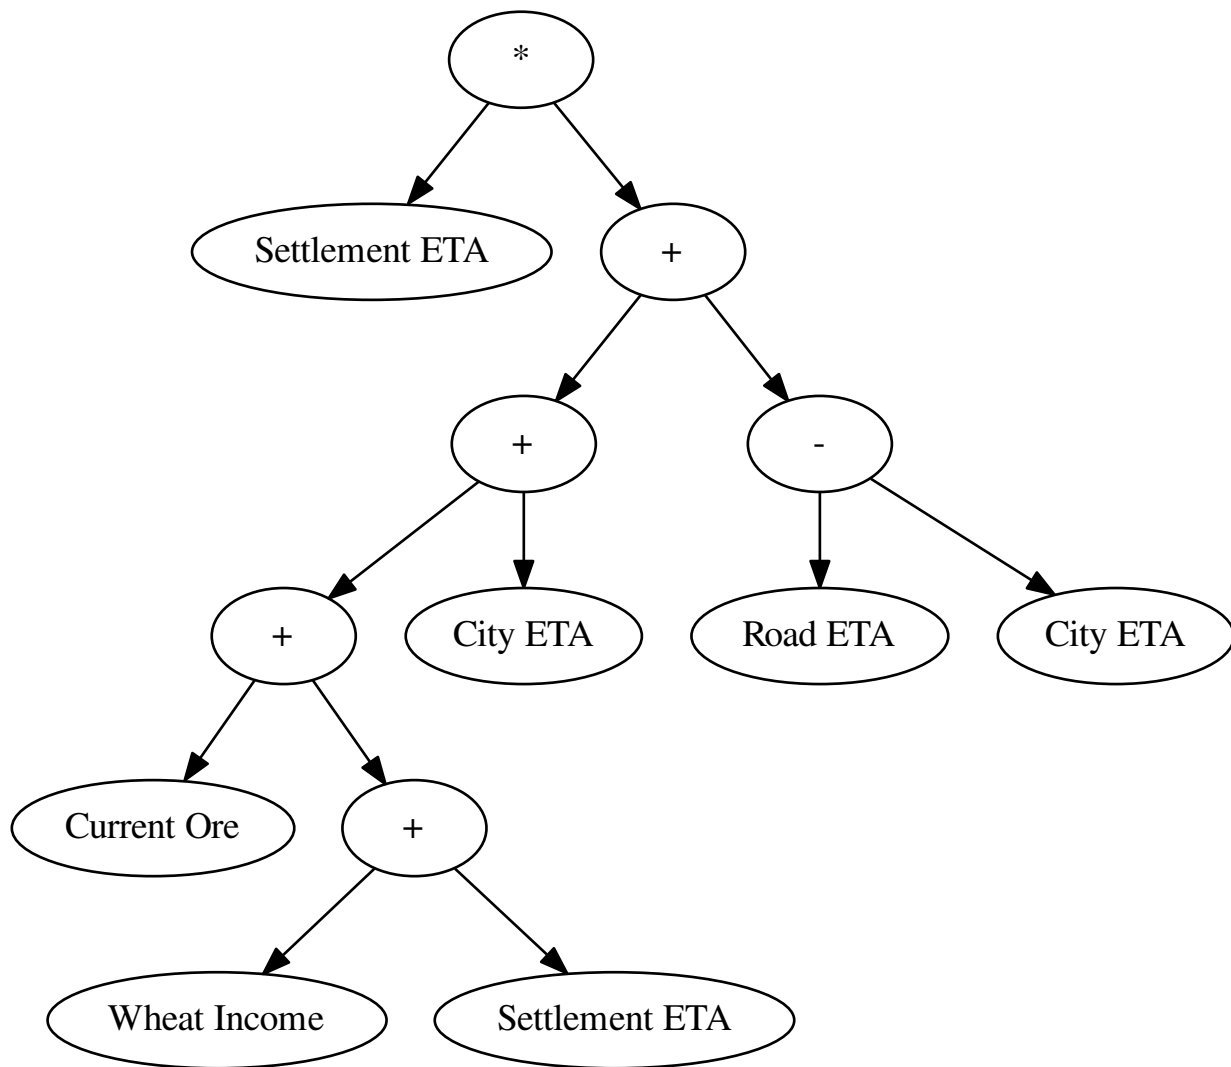 *
Settlement ETA
+
+
-
+
City ETA
Road ETA
City ETA
Current Ore
+
Wheat Income
Settlement ETA